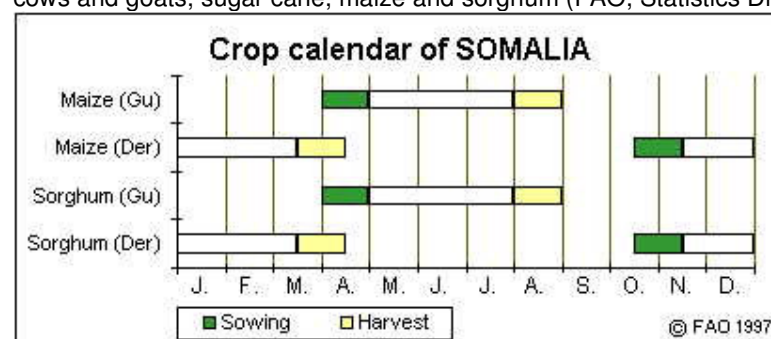 cows and goats, sugar cane, maize and sorghum (FAO, Statistics Di
Crop calendar of SOMALIA
Maize (Gu)
Maize (Der)
Sorghum (Gu)
Sorghum (Der)
J. F. M. A. M. J. J. A. S. O. N. D.
Sowing Harvest
© FAO 1997